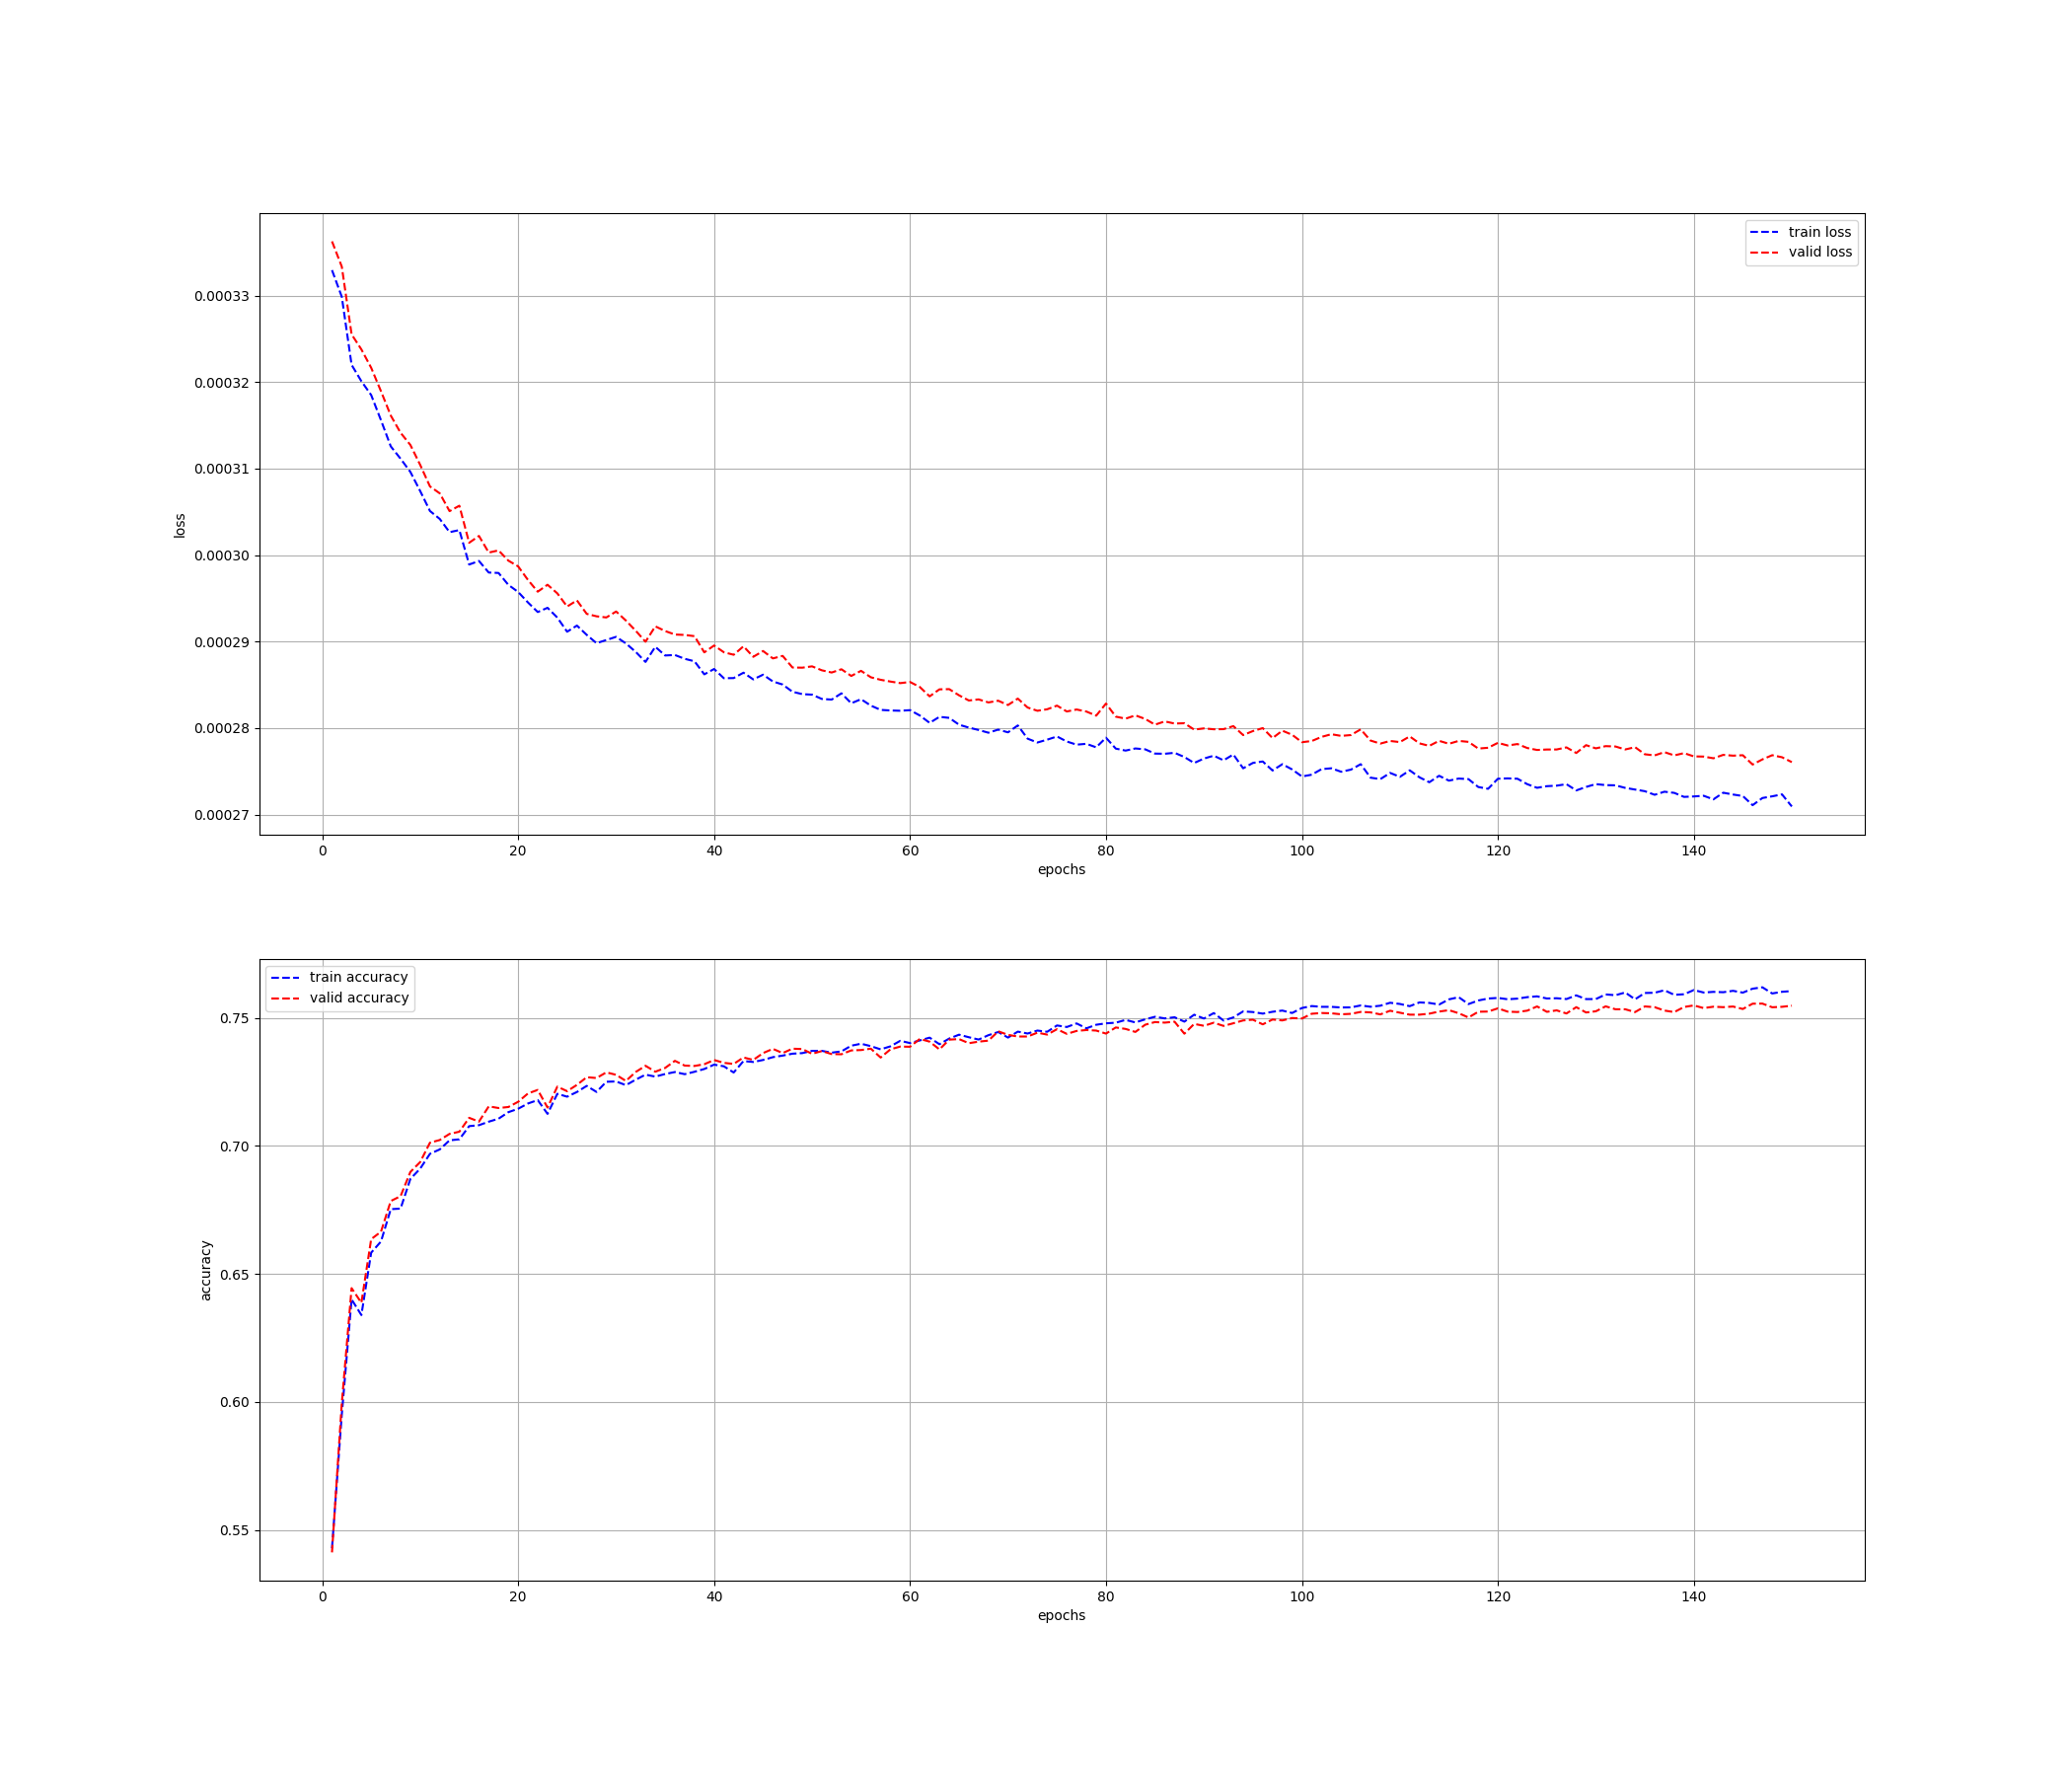 train loss
valid loss
0.00033
0.00032
0.00031
0.00030
0.00029
0.00028
0.00027
loss
0 20 40 60 80 100 120 140
epochs
train accuracy
valid accuracy
0.75
0.70
0.65
0.60
0.55
accuracy
0 20 40 60 80 100 120 140
epochs